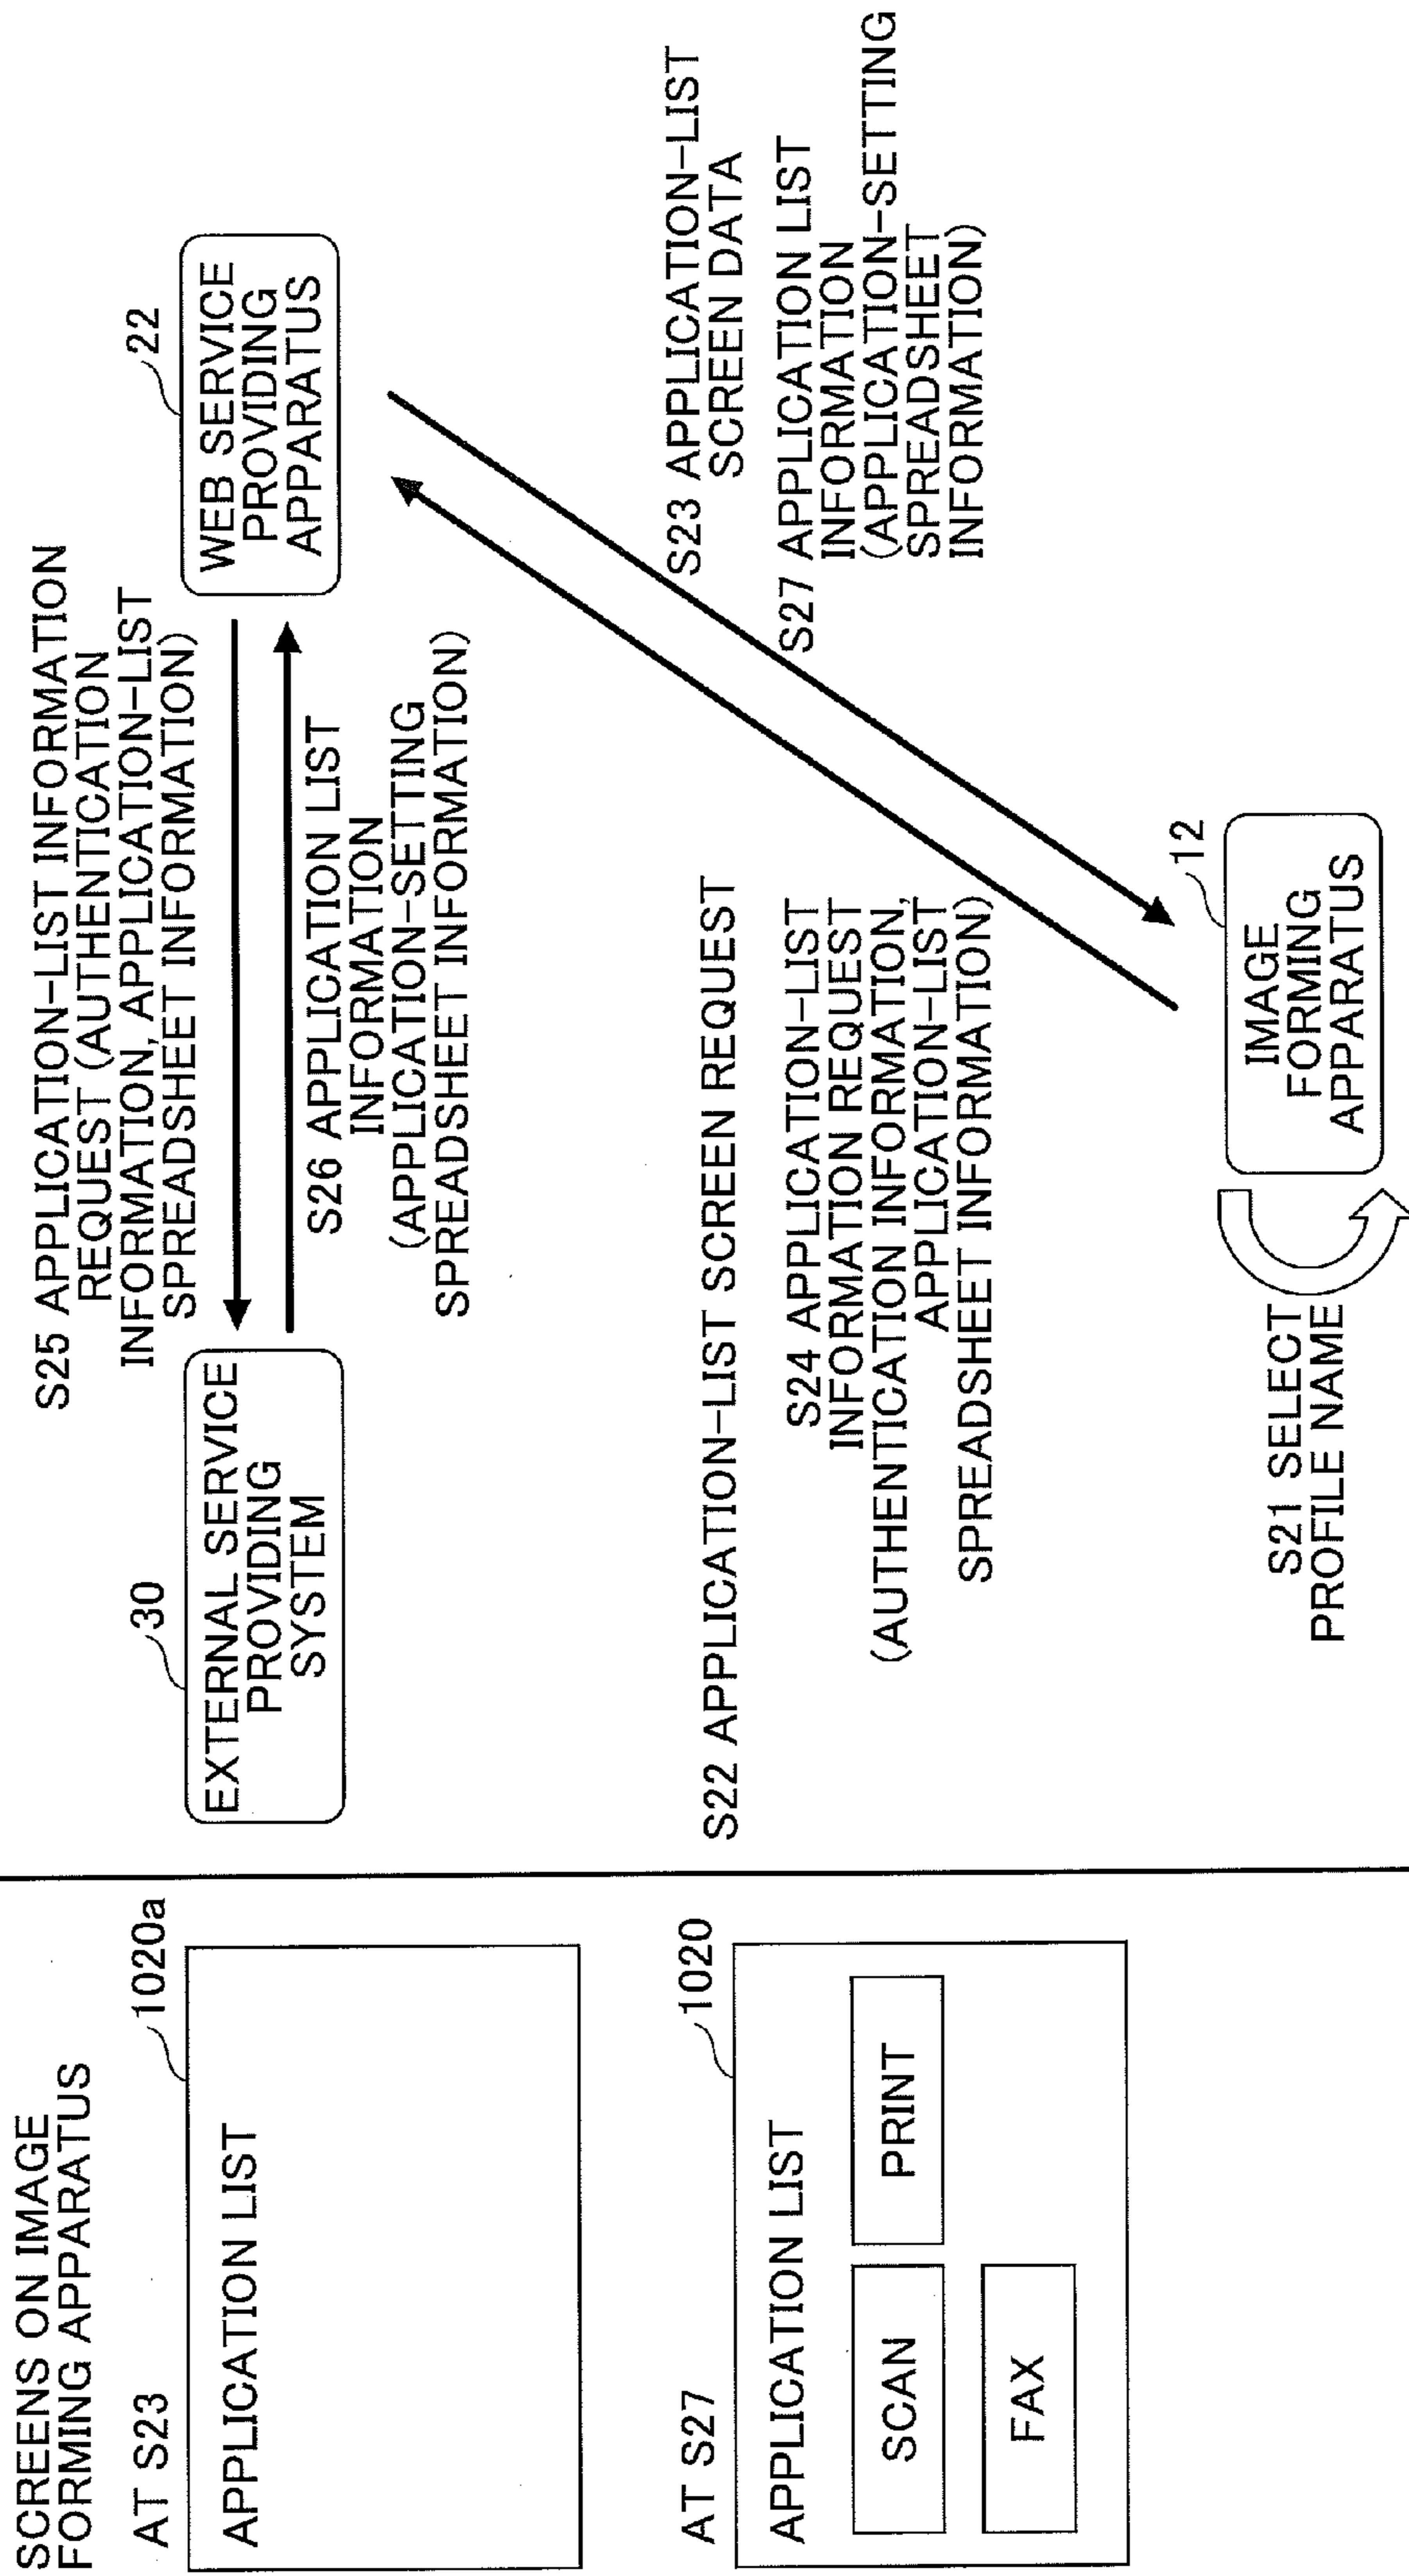 SCREENS ON IMAGE
FORMING APPARATUS
AT S23
1020a
APPLICATION LIST
AT S27
1020
APPLICATION LIST
SCAN
PRINT
FAX
S25 APPLICATION-LIST INFORMATION
REQUEST (AUTHENTICATION
INFORMATION, APPLICATION-LIST
SPREADSHEET INFORMATION)
30
EXTERNAL SERVICE
PROVIDING
SYSTEM
22
WEB SERVICE
PROVIDING
APPARATUS
S26 APPLICATION LIST
INFORMATION
(APPLICATION-SETTING
SPREADSHEET INFORMATION)
S22 APPLICATION-LIST SCREEN REQUEST
S24 APPLICATION-LIST
INFORMATION REQUEST
(AUTHENTICATION INFORMATION,
APPLICATION-LIST
SPREADSHEET INFORMATION)
S23 APPLICATION-LIST
SCREEN DATA
S27 APPLICATION LIST
INFORMATION
(APPLICATION-SETTING
SPREADSHEET
INFORMATION)
12
IMAGE
FORMING
APPARATUS
S21 SELECT
PROFILE NAME